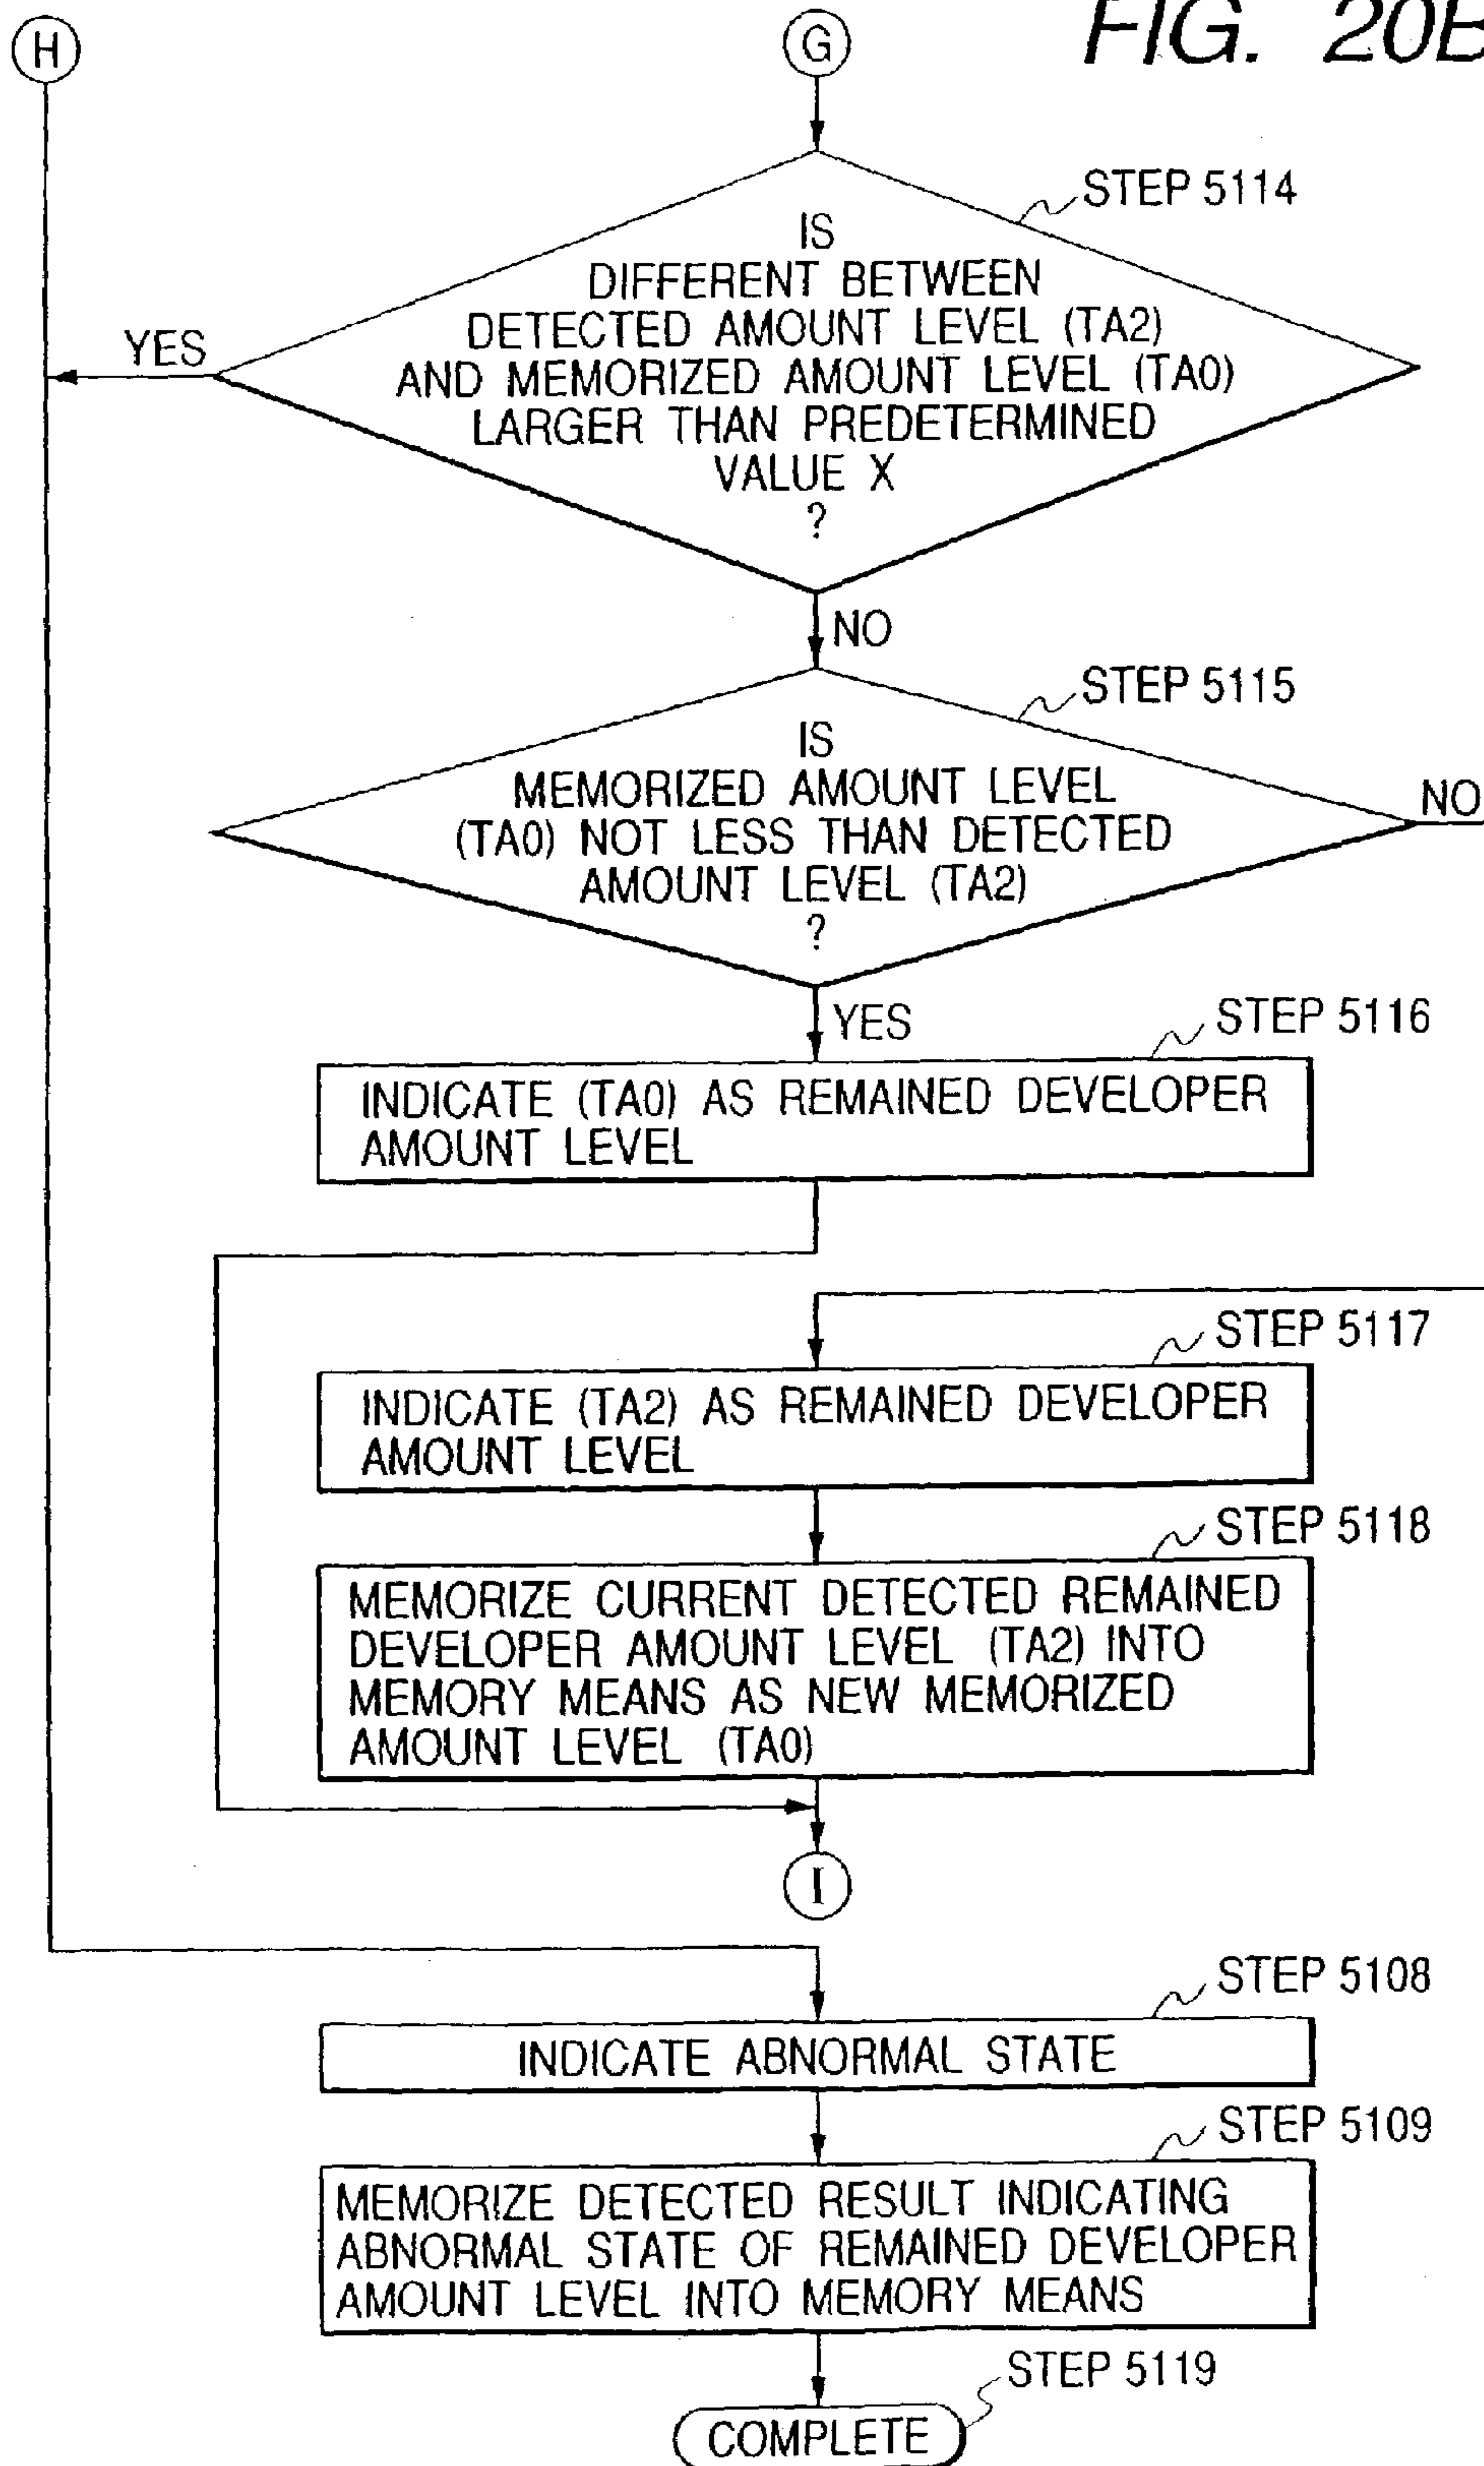 H
G
FIG. 20B
STEP 5114
IS
DIFFERENT BETWEEN
DETECTED AMOUNT LEVEL (TA2)
AND MEMORIZED AMOUNT LEVEL (TA0)
LARGER THAN PREDETERMINED
VALUE X
?
YES
NO
STEP 5115
IS
MEMORIZED AMOUNT LEVEL
(TA0) NOT LESS THAN DETECTED
AMOUNT LEVEL (TA2)
?
NO
YES
STEP 5116
INDICATE (TA0) AS REMAINED DEVELOPER
AMOUNT LEVEL
STEP 5117
INDICATE (TA2) AS REMAINED DEVELOPER
AMOUNT LEVEL
STEP 5118
MEMORIZE CURRENT DETECTED REMAINED
DEVELOPER AMOUNT LEVEL (TA2) INTO
MEMORY MEANS AS NEW MEMORIZED
AMOUNT LEVEL (TA0)
I
STEP 5108
INDICATE ABNORMAL STATE
STEP 5109
MEMORIZE DETECTED RESULT INDICATING
ABNORMAL STATE OF REMAINED DEVELOPER
AMOUNT LEVEL INTO MEMORY MEANS
STEP 5119
COMPLETE